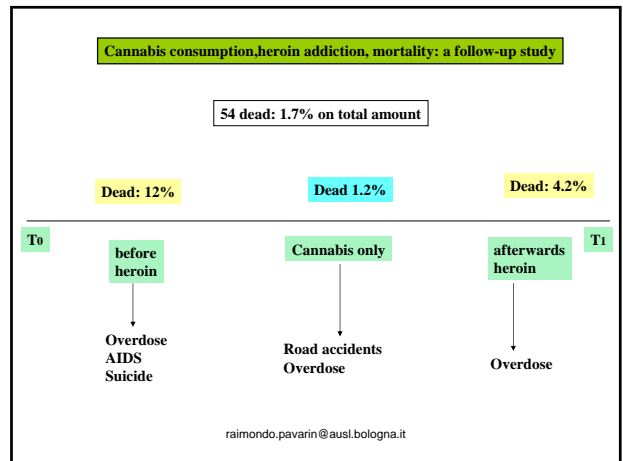 Cannabis consumption,heroin addiction, mortality: a follow-up study
54 dead: 1.7% on total amount
Dead: 12%
Dead 1.2%
Dead: 4.2%
T0
before
heroin
Cannabis only
afterwards
heroin
T1
Overdose
AIDS
Suicide
Road accidents
Overdose
Overdose
raimondo.pavarin@ausl.bologna.it